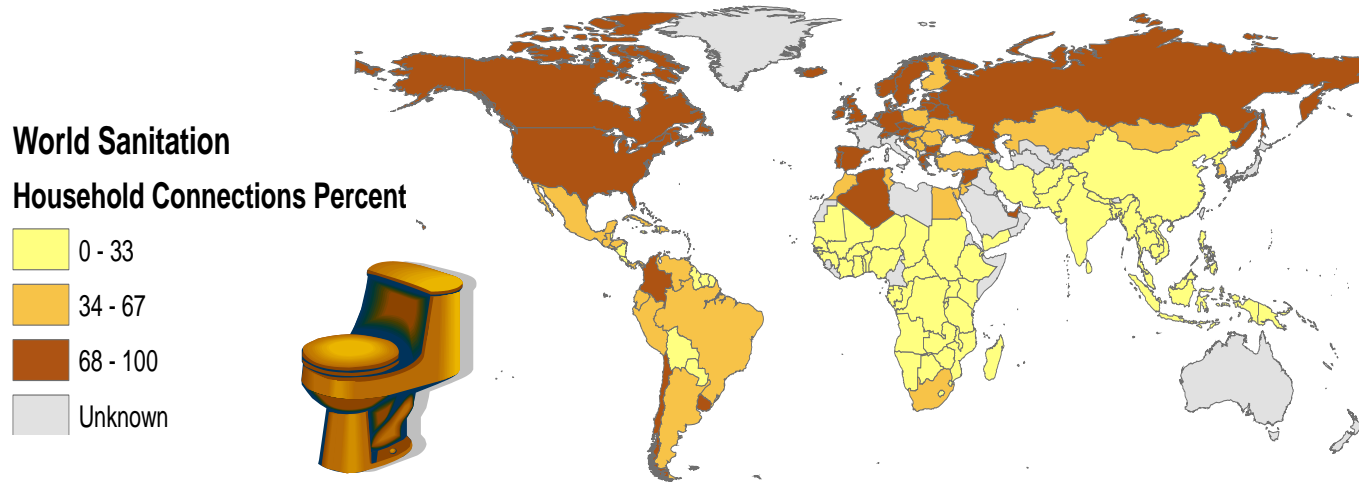 World Sanitation
Household Connections Percent
0 - 33
34 - 67
68 - 100
Unknown